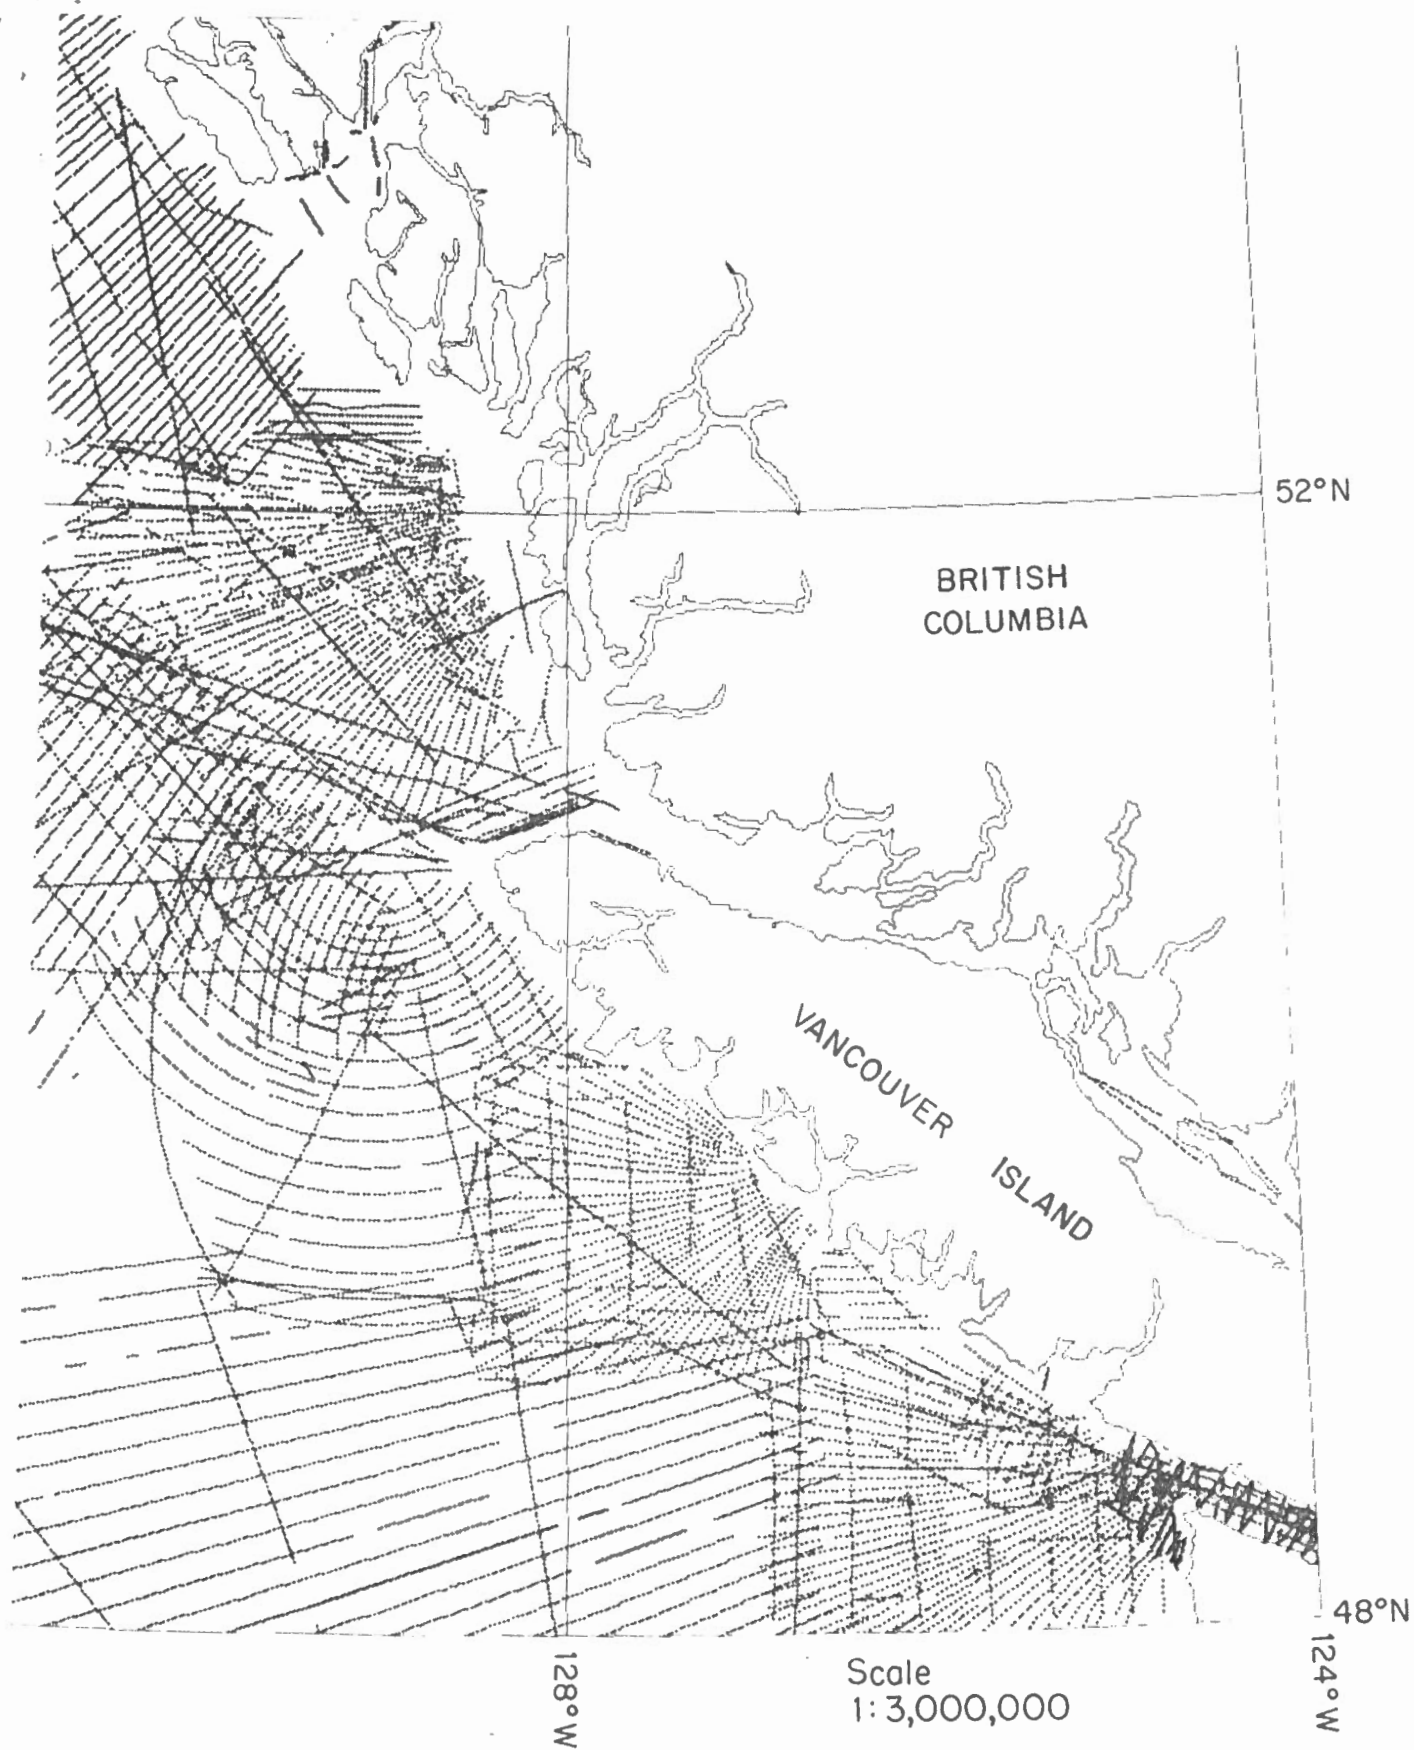 52°N
BRITISH
COLUMBIA
VANCOUVER
ISLAND
48°N
128°W
124°W
Scale
1:3,000,000